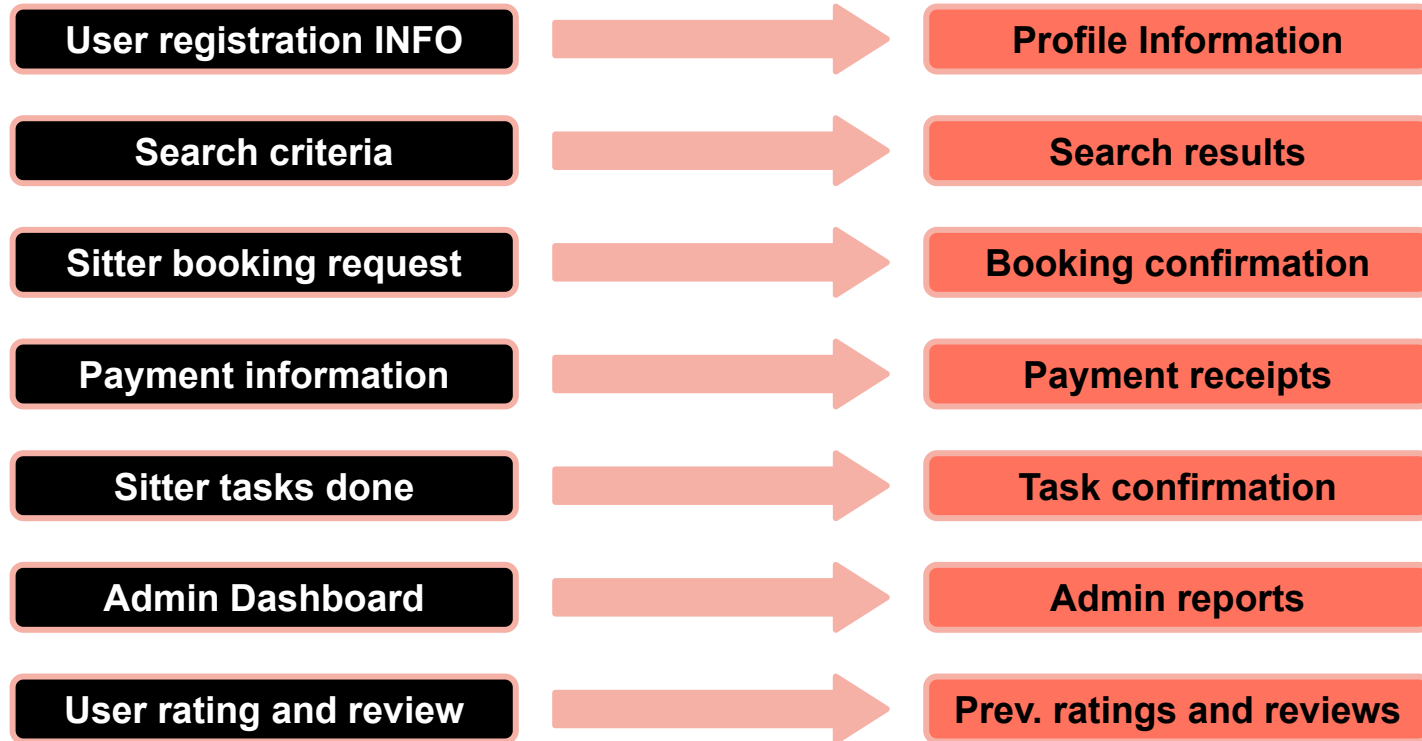 User registration INFO
Profile Information
Search criteria
Search results
Sitter booking request
Booking confirmation
Payment information
Payment receipts
Sitter tasks done
Task confirmation
Admin Dashboard
Admin reports
User rating and review
Prev. ratings and reviews